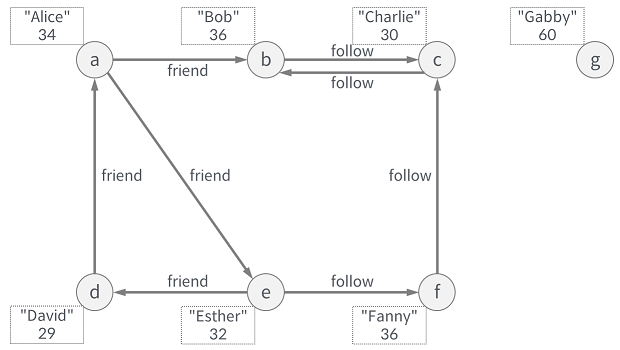 "Alice"
34
"Bob"
36
"Charlie"
30
"Gabby"
60
a
b
c
g
friend
follow
follow
friend
friend
follow
friend
follow
d
e
f
"David"
29
"Esther"
32
"Fanny"
36